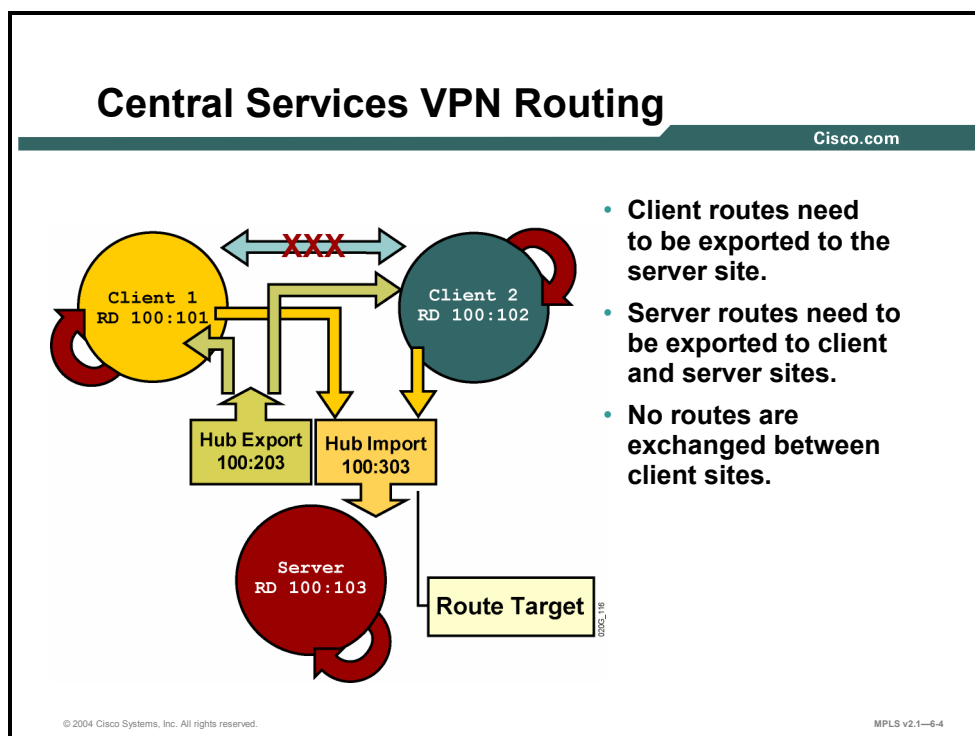 Central Services VPN Routing
Cisco.com
XXX
Client 1
RD 100:101
Client 2
RD 100:102
Hub Export
100:203
Hub Import
100:303
Server
RD 100:103
Route Target
020G_116
• Client routes need
to be exported to the
server site.
• Server routes need to
be exported to client
and server sites.
• No routes are
exchanged between
client sites.
© 2004 Cisco Systems, Inc. All rights reserved.
MPLS v2.1—6-4